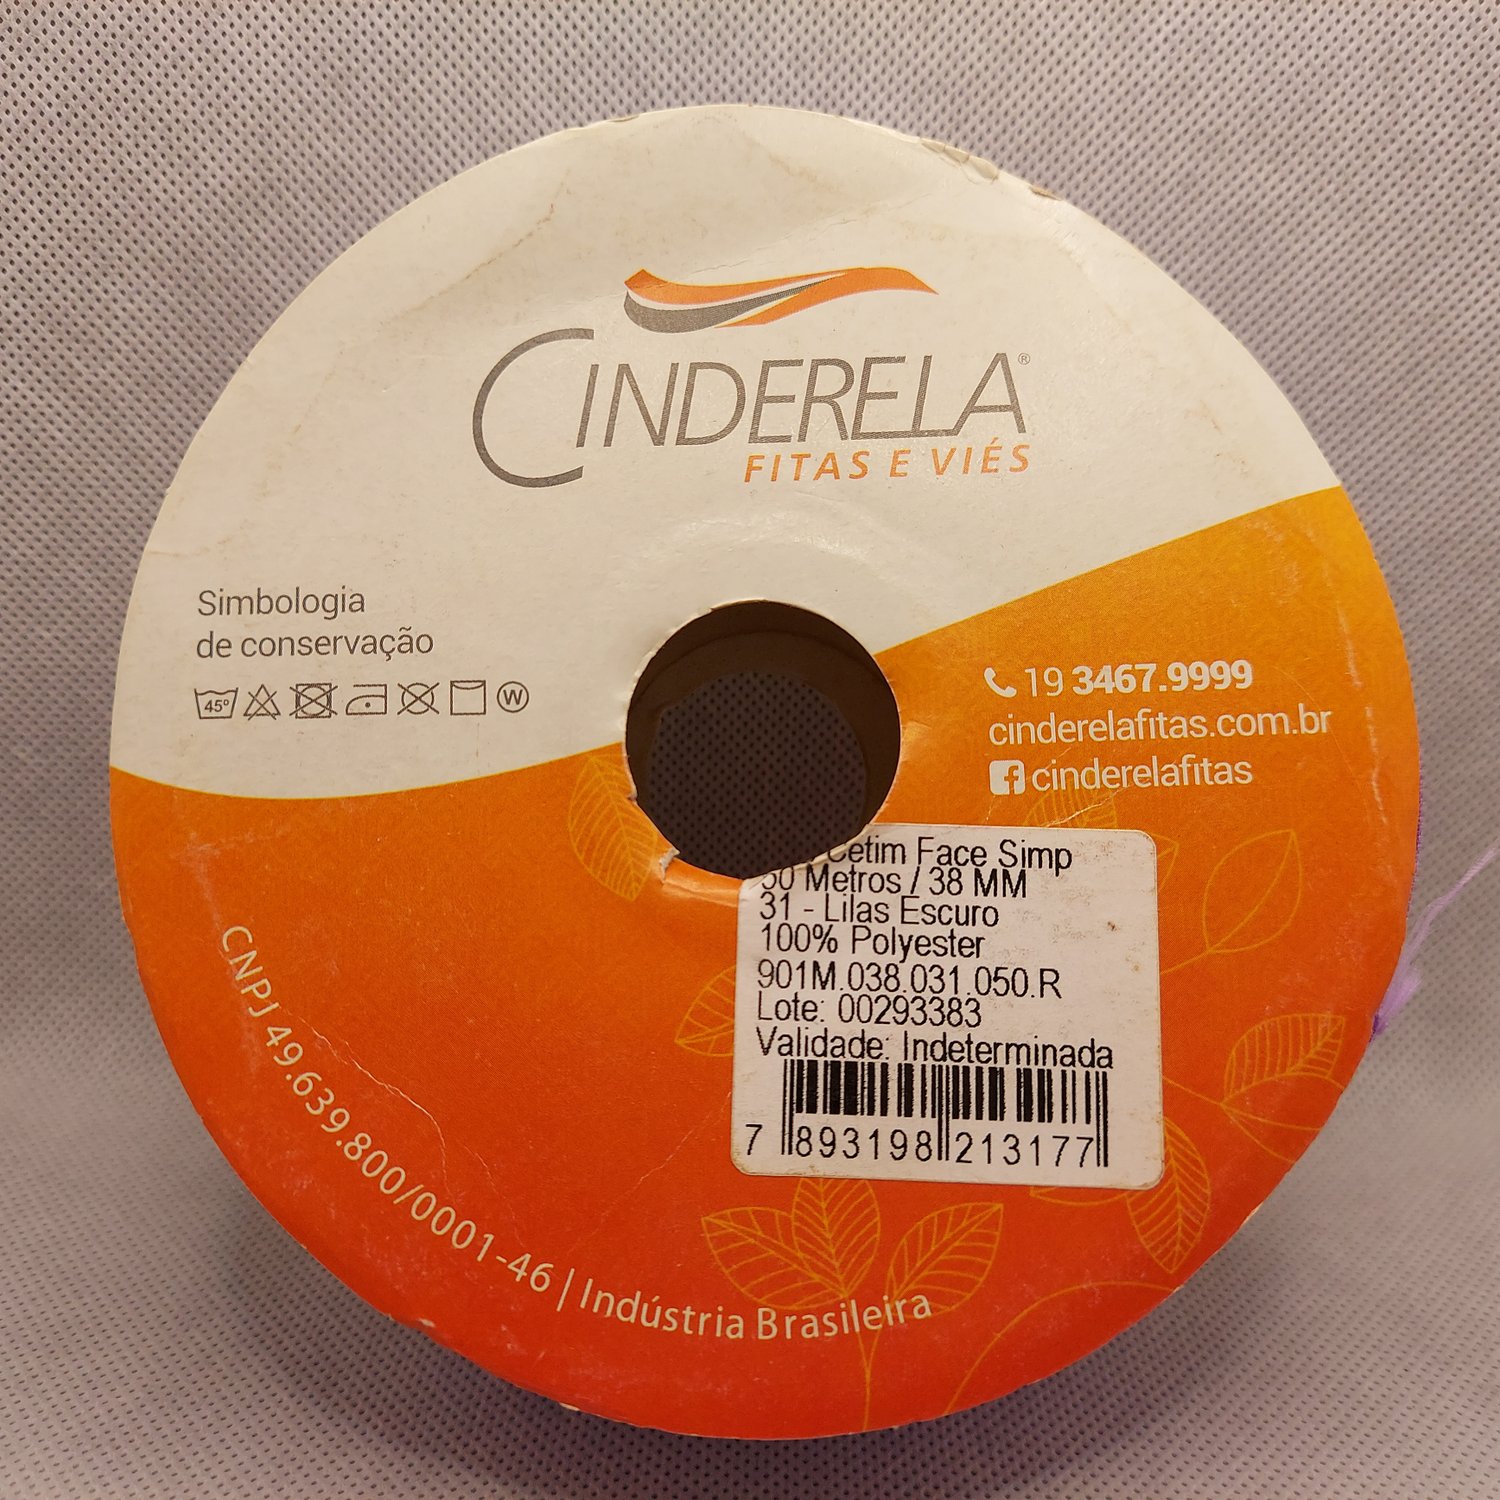 CINDERELA®
FITAS E VIÉS
Simbologia
de conservação
45° W
19 3467.9999
cinderelafitas.com.br
cinderelafitas
Cetim Face Simp
50 Metros / 38 MM
31 - Lilas Escuro
100% Polyester
901M.038.031.050.R
Lote: 00293383
Validade: Indeterminada
7 893198 213177
CNPJ 49.639.800/0001-46 | Indústria Brasileira